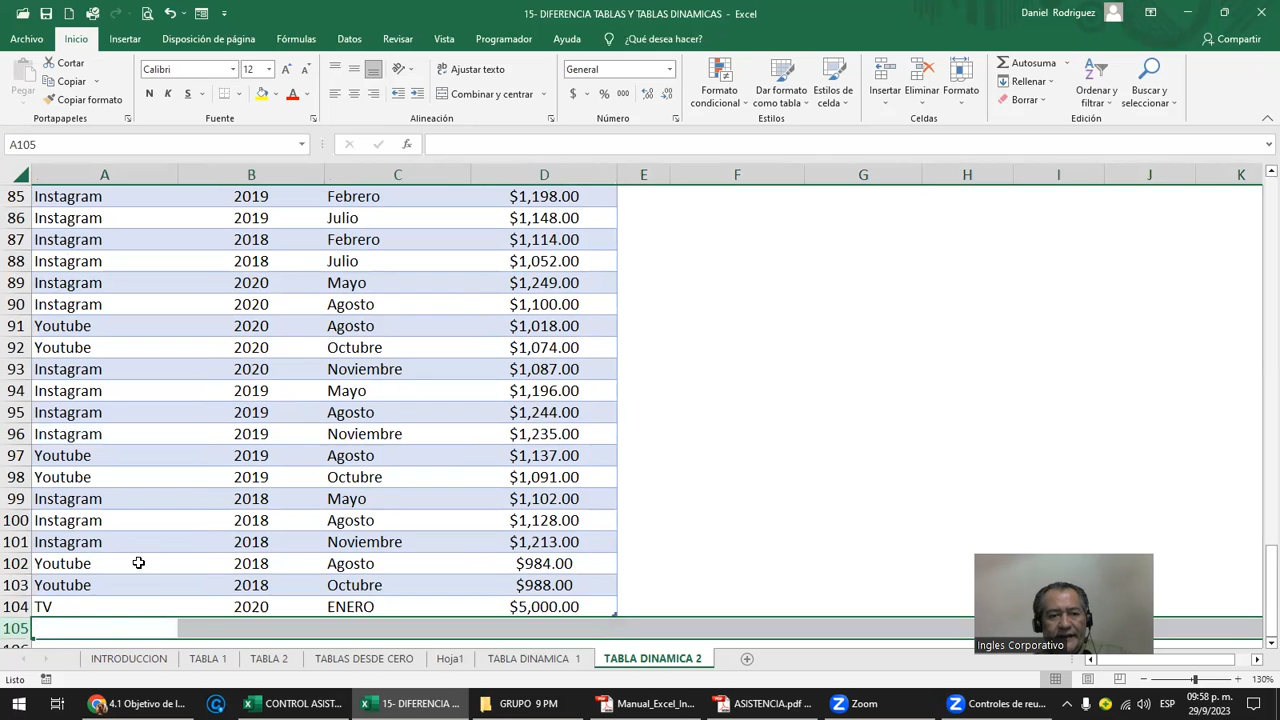 15- DIFERENCIA TABLAS Y TABLAS DINAMICAS - Excel
Daniel Rodriguez
Archivo Inicio Insertar Disposición de página Fórmulas Datos Revisar Vista Programador Ayuda ¿Qué desea hacer? Compartir
Pegar
Cortar
Copiar
Copiar formato
Portapapeles
Calibri 12
N K S
Fuente
Ajustar texto
Combinar y centrar
Alineación
General
$ % 000
Número
Formato condicional
Dar formato como tabla
Estilos de celda
Estilos
Insertar
Eliminar
Formato
Celdas
Autosuma
Rellenar
Borrar
Ordenar y filtrar
Buscar y seleccionar
Edición
A105
A B C D E F G H I J K
85 Instagram 2019 Febrero $1,198.00
86 Instagram 2019 Julio $1,148.00
87 Instagram 2018 Febrero $1,114.00
88 Instagram 2018 Julio $1,052.00
89 Instagram 2020 Mayo $1,249.00
90 Instagram 2020 Agosto $1,100.00
91 Youtube 2020 Agosto $1,018.00
92 Youtube 2020 Octubre $1,074.00
93 Instagram 2020 Noviembre $1,087.00
94 Instagram 2019 Mayo $1,196.00
95 Instagram 2019 Agosto $1,244.00
96 Instagram 2019 Noviembre $1,235.00
97 Youtube 2019 Agosto $1,137.00
98 Youtube 2019 Octubre $1,091.00
99 Instagram 2018 Mayo $1,102.00
100 Instagram 2018 Agosto $1,128.00
101 Instagram 2018 Noviembre $1,213.00
102 Youtube 2018 Agosto $984.00
103 Youtube 2018 Octubre $988.00
104 TV 2020 ENERO $5,000.00
105
Ingles Corporativo
INTRODUCCION TABLA 1 TABLA 2 TABLAS DESDE CERO Hoja1 TABLA DINAMICA 1 TABLA DINAMICA 2
Listo
130%
4.1 Objetivo de l...
CONTROL ASIST...
15- DIFERENCIA ...
GRUPO 9 PM
Manual_Excel_In...
ASISTENCIA.pdf ...
Zoom
Controles de reu...
ESP
09:58 p. m.
29/9/2023